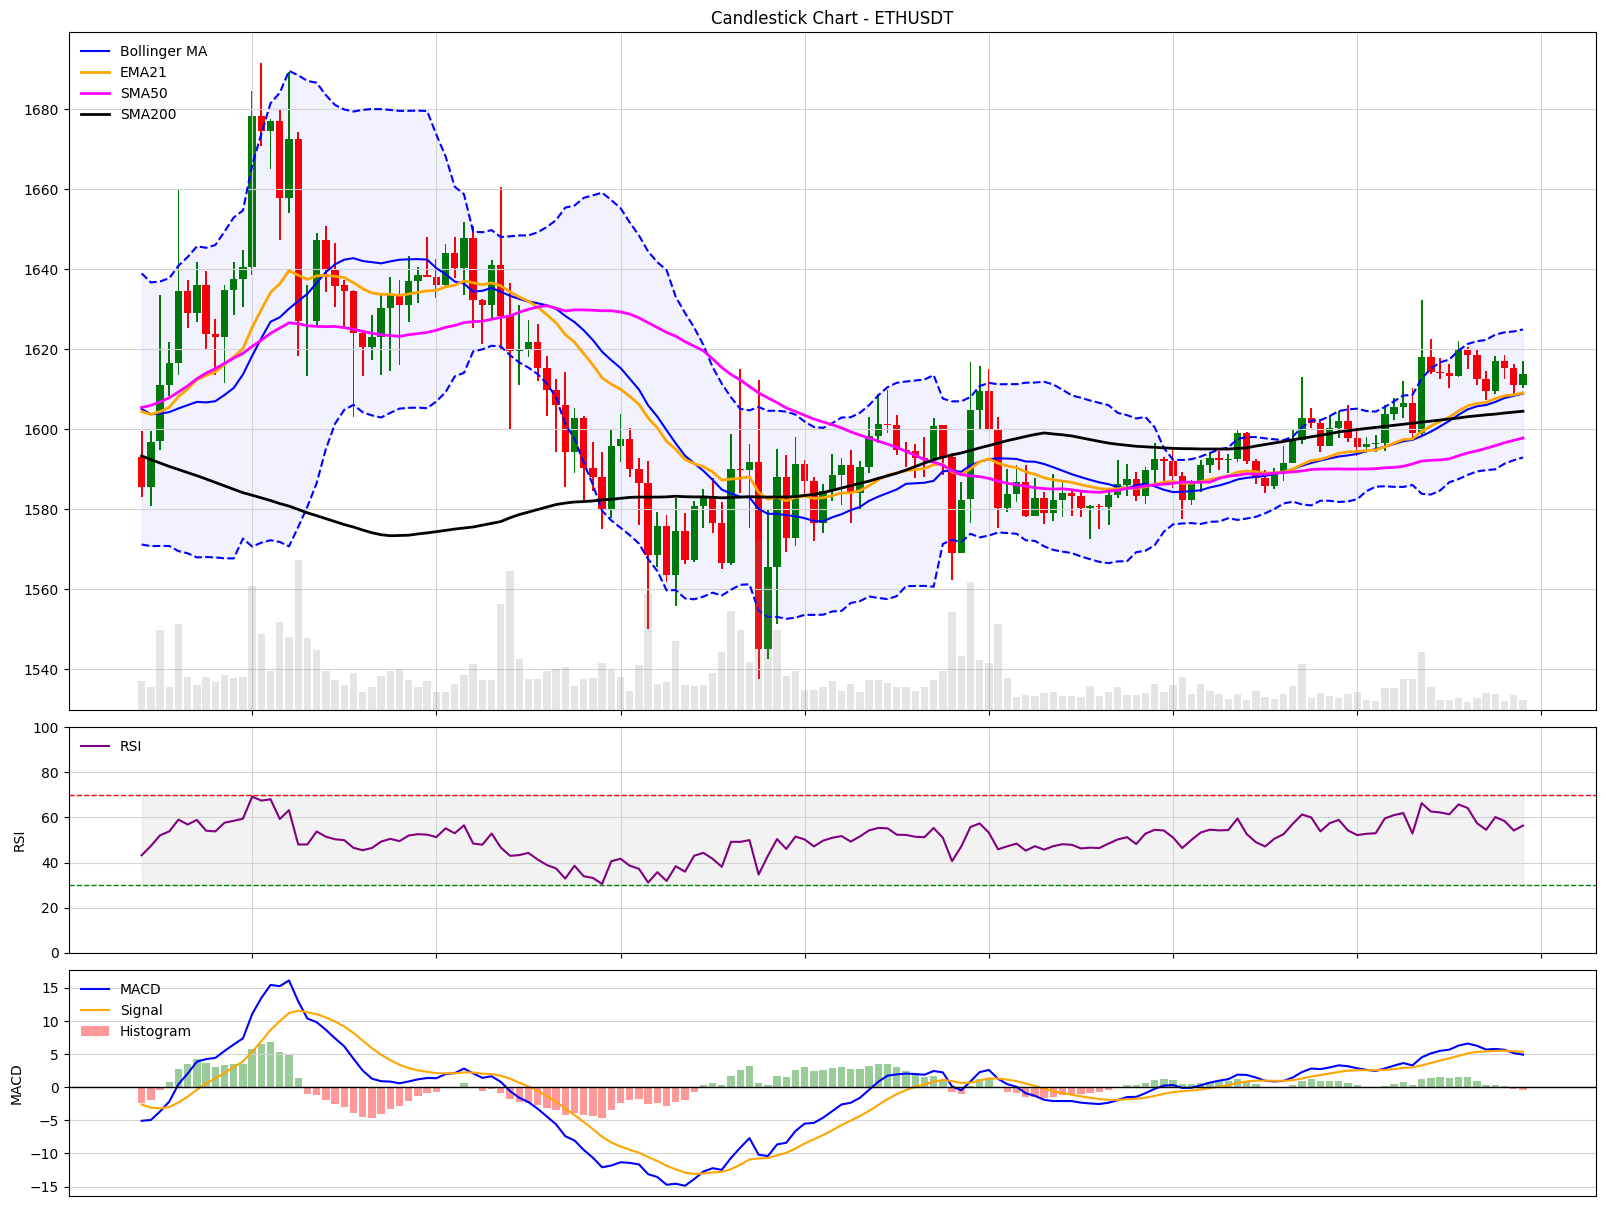 Candlestick Chart - ETHUSDT
Bollinger MA
EMA21
SMA50
SMA200
1680
1660
1640
1620
1600
1580
1560
1540
100
80
60
40
20
0
RSI
RSI
15
10
5
0
−5
−10
−15
MACD
MACD
Signal
Histogram